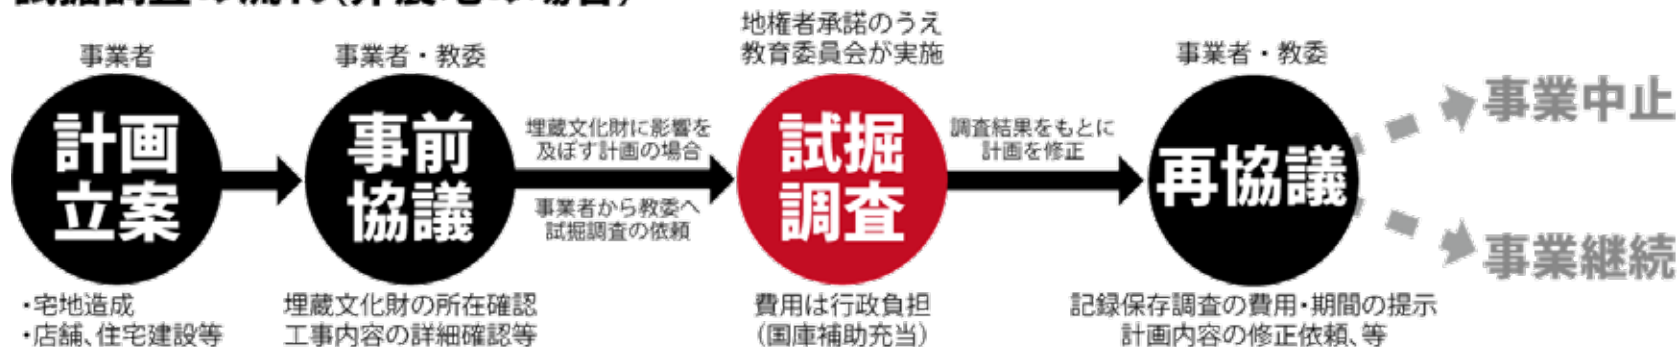 事業者
計画
立案
・宅地造成
・店舗、住宅建設等
事業者・教委
事前
協議
埋蔵文化財の所在確認
工事内容の詳細確認等
埋蔵文化財に影響を
及ぼす計画の場合
事業者から教委へ
試掘調査の依頼
地権者承諾のうえ
教育委員会が実施
試掘
調査
費用は行政負担
(国庫補助充当)
調査結果をもとに
計画を修正
事業者・教委
再協議
記録保存調査の費用・期間の提示
計画内容の修正依頼、等
事業中止
事業継続